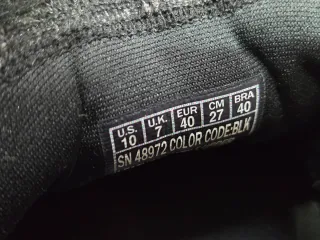 U.S. U.K. EUR CM BRA
10 7 40 27 40
SN 48972 COLOR CODE:BLK